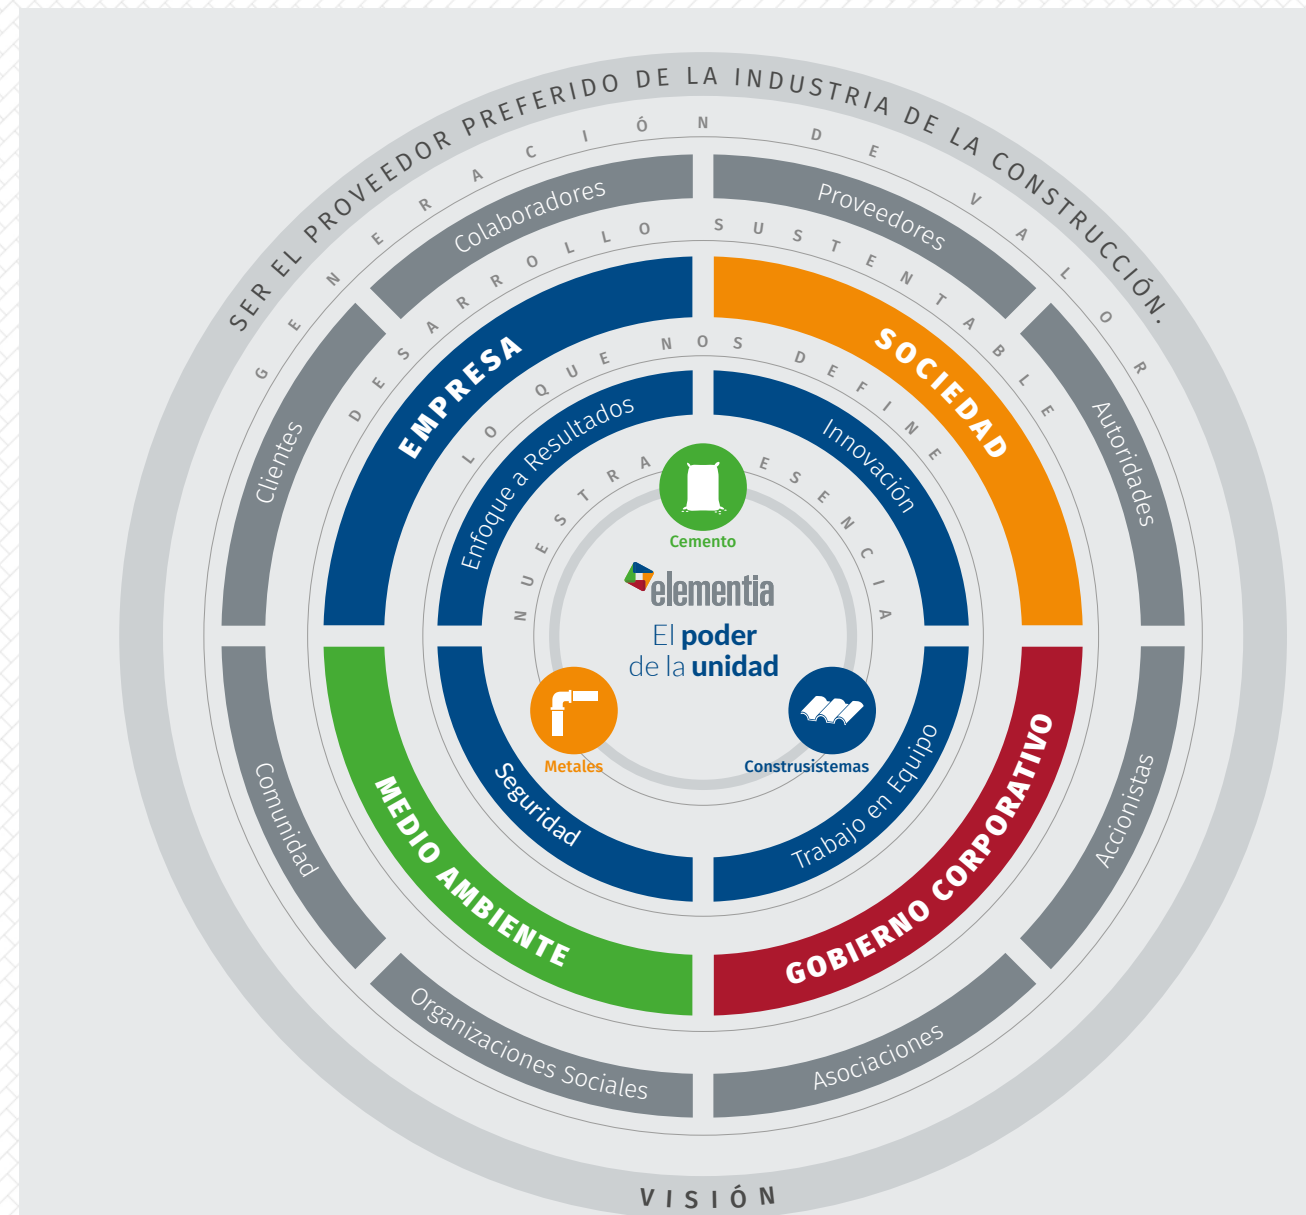 SER EL PROVEEDOR PREFERIDO DE LA INDUSTRIA DE LA CONSTRUCCIÓN.
GENERACIÓN DE VALOR
Colaboradores
Proveedores
Clientes
Autoridades
DESARROLLO SUSTENTABLE
EMPRESA
SOCIEDAD
LO QUE NOS DEFINE
Enfoque a Resultados
Innovación
NUESTRA ESENCIA
Cemento
elementia
El poder
de la unidad
Metales
Construsistemas
Seguridad
Trabajo en Equipo
MEDIO AMBIENTE
GOBIERNO CORPORATIVO
Comunidad
Accionistas
Organizaciones Sociales
Asociaciones
VISIÓN